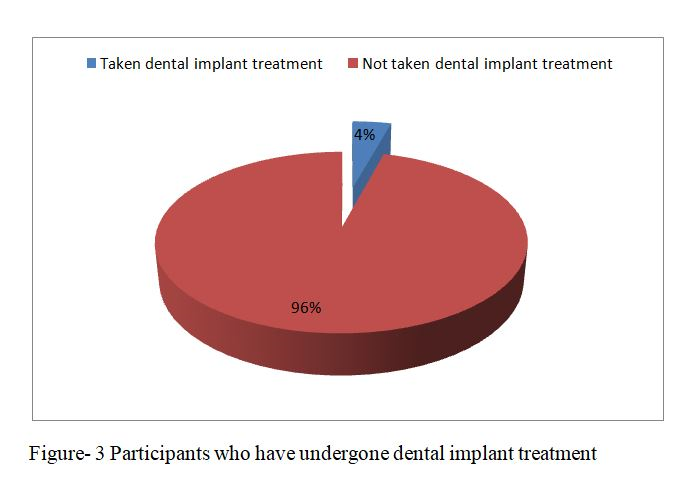 Taken dental implant treatment Not taken dental implant treatment
4%
96%
Figure- 3 Participants who have undergone dental implant treatment